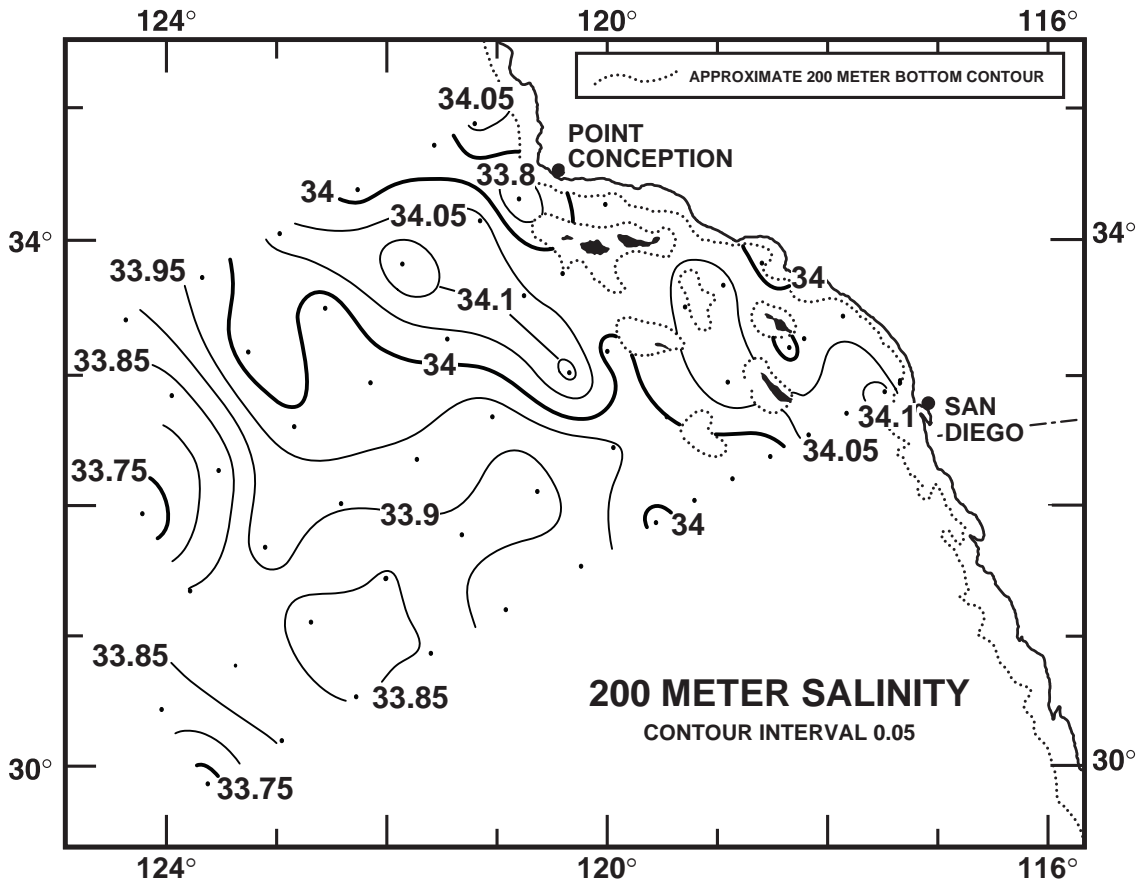 124° 120° 116°
APPROXIMATE 200 METER BOTTOM CONTOUR
34.05
POINT
CONCEPTION
33.8
34
34.05
34° 34°
33.95
34
34.1
33.85
34
34.1
SAN
DIEGO
34.05
33.75
33.9
34
33.85
33.85
200 METER SALINITY
CONTOUR INTERVAL 0.05
30° 30°
33.75
124° 120° 116°